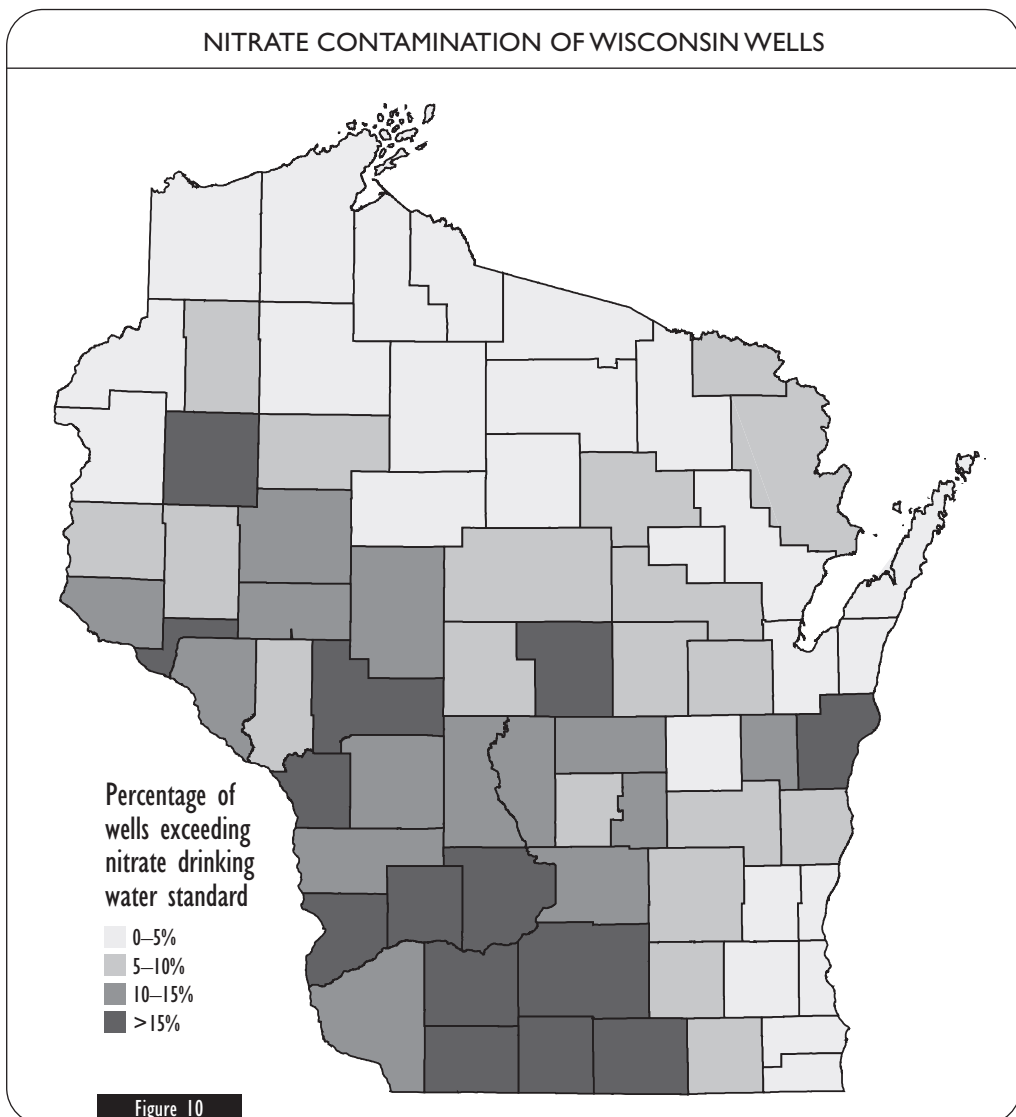 NITRATE CONTAMINATION OF WISCONSIN WELLS
Percentage of
wells exceeding
nitrate drinking
water standard
0–5%
5–10%
10–15%
>15%
Figure 10